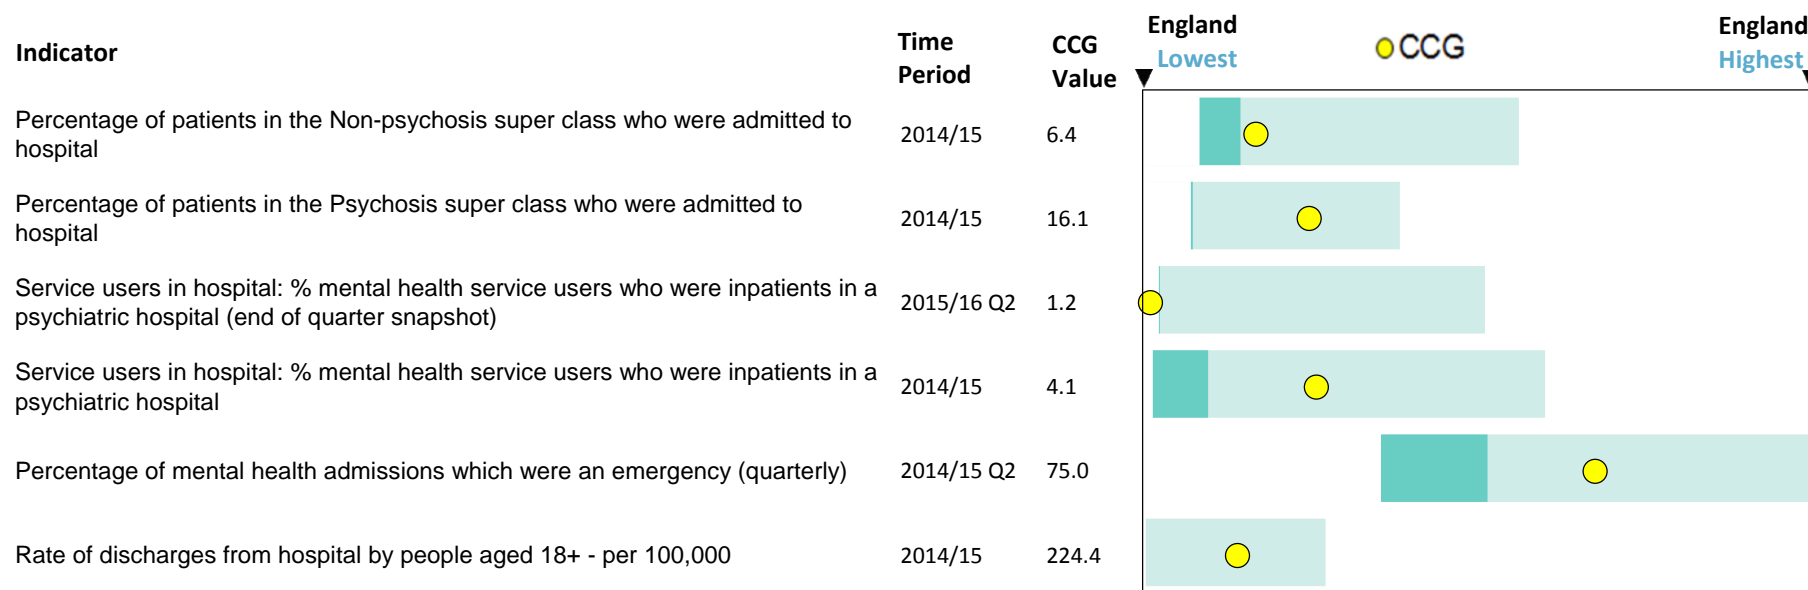 England
England
Indicator
Time Period
CCG Value
Lowest
CCG
Highest
Percentage of patients in the Non-psychosis super class who were admitted to
hospital
2014/15
6.4
Percentage of patients in the Psychosis super class who were admitted to
hospital
2014/15
16.1
Service users in hospital: % mental health service users who were inpatients in a
psychiatric hospital (end of quarter snapshot)
2015/16 Q2
1.2
Service users in hospital: % mental health service users who were inpatients in a
psychiatric hospital
2014/15
4.1
Percentage of mental health admissions which were an emergency (quarterly)
2014/15 Q2
75.0
Rate of discharges from hospital by people aged 18+ - per 100,000
2014/15
224.4